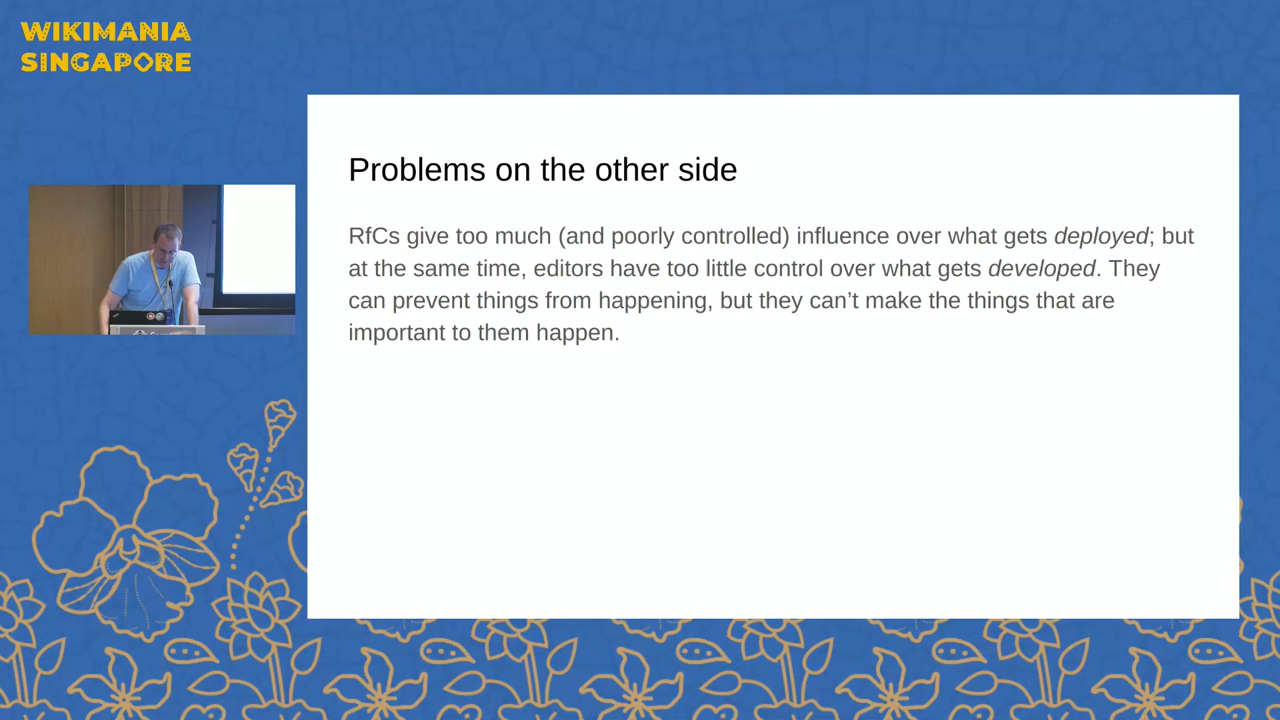 WIKIMANIA
SINGAPORE
Problems on the other side
RfCs give too much (and poorly controlled) influence over what gets deployed; but
at the same time, editors have too little control over what gets developed. They
can prevent things from happening, but they can’t make the things that are
important to them happen.